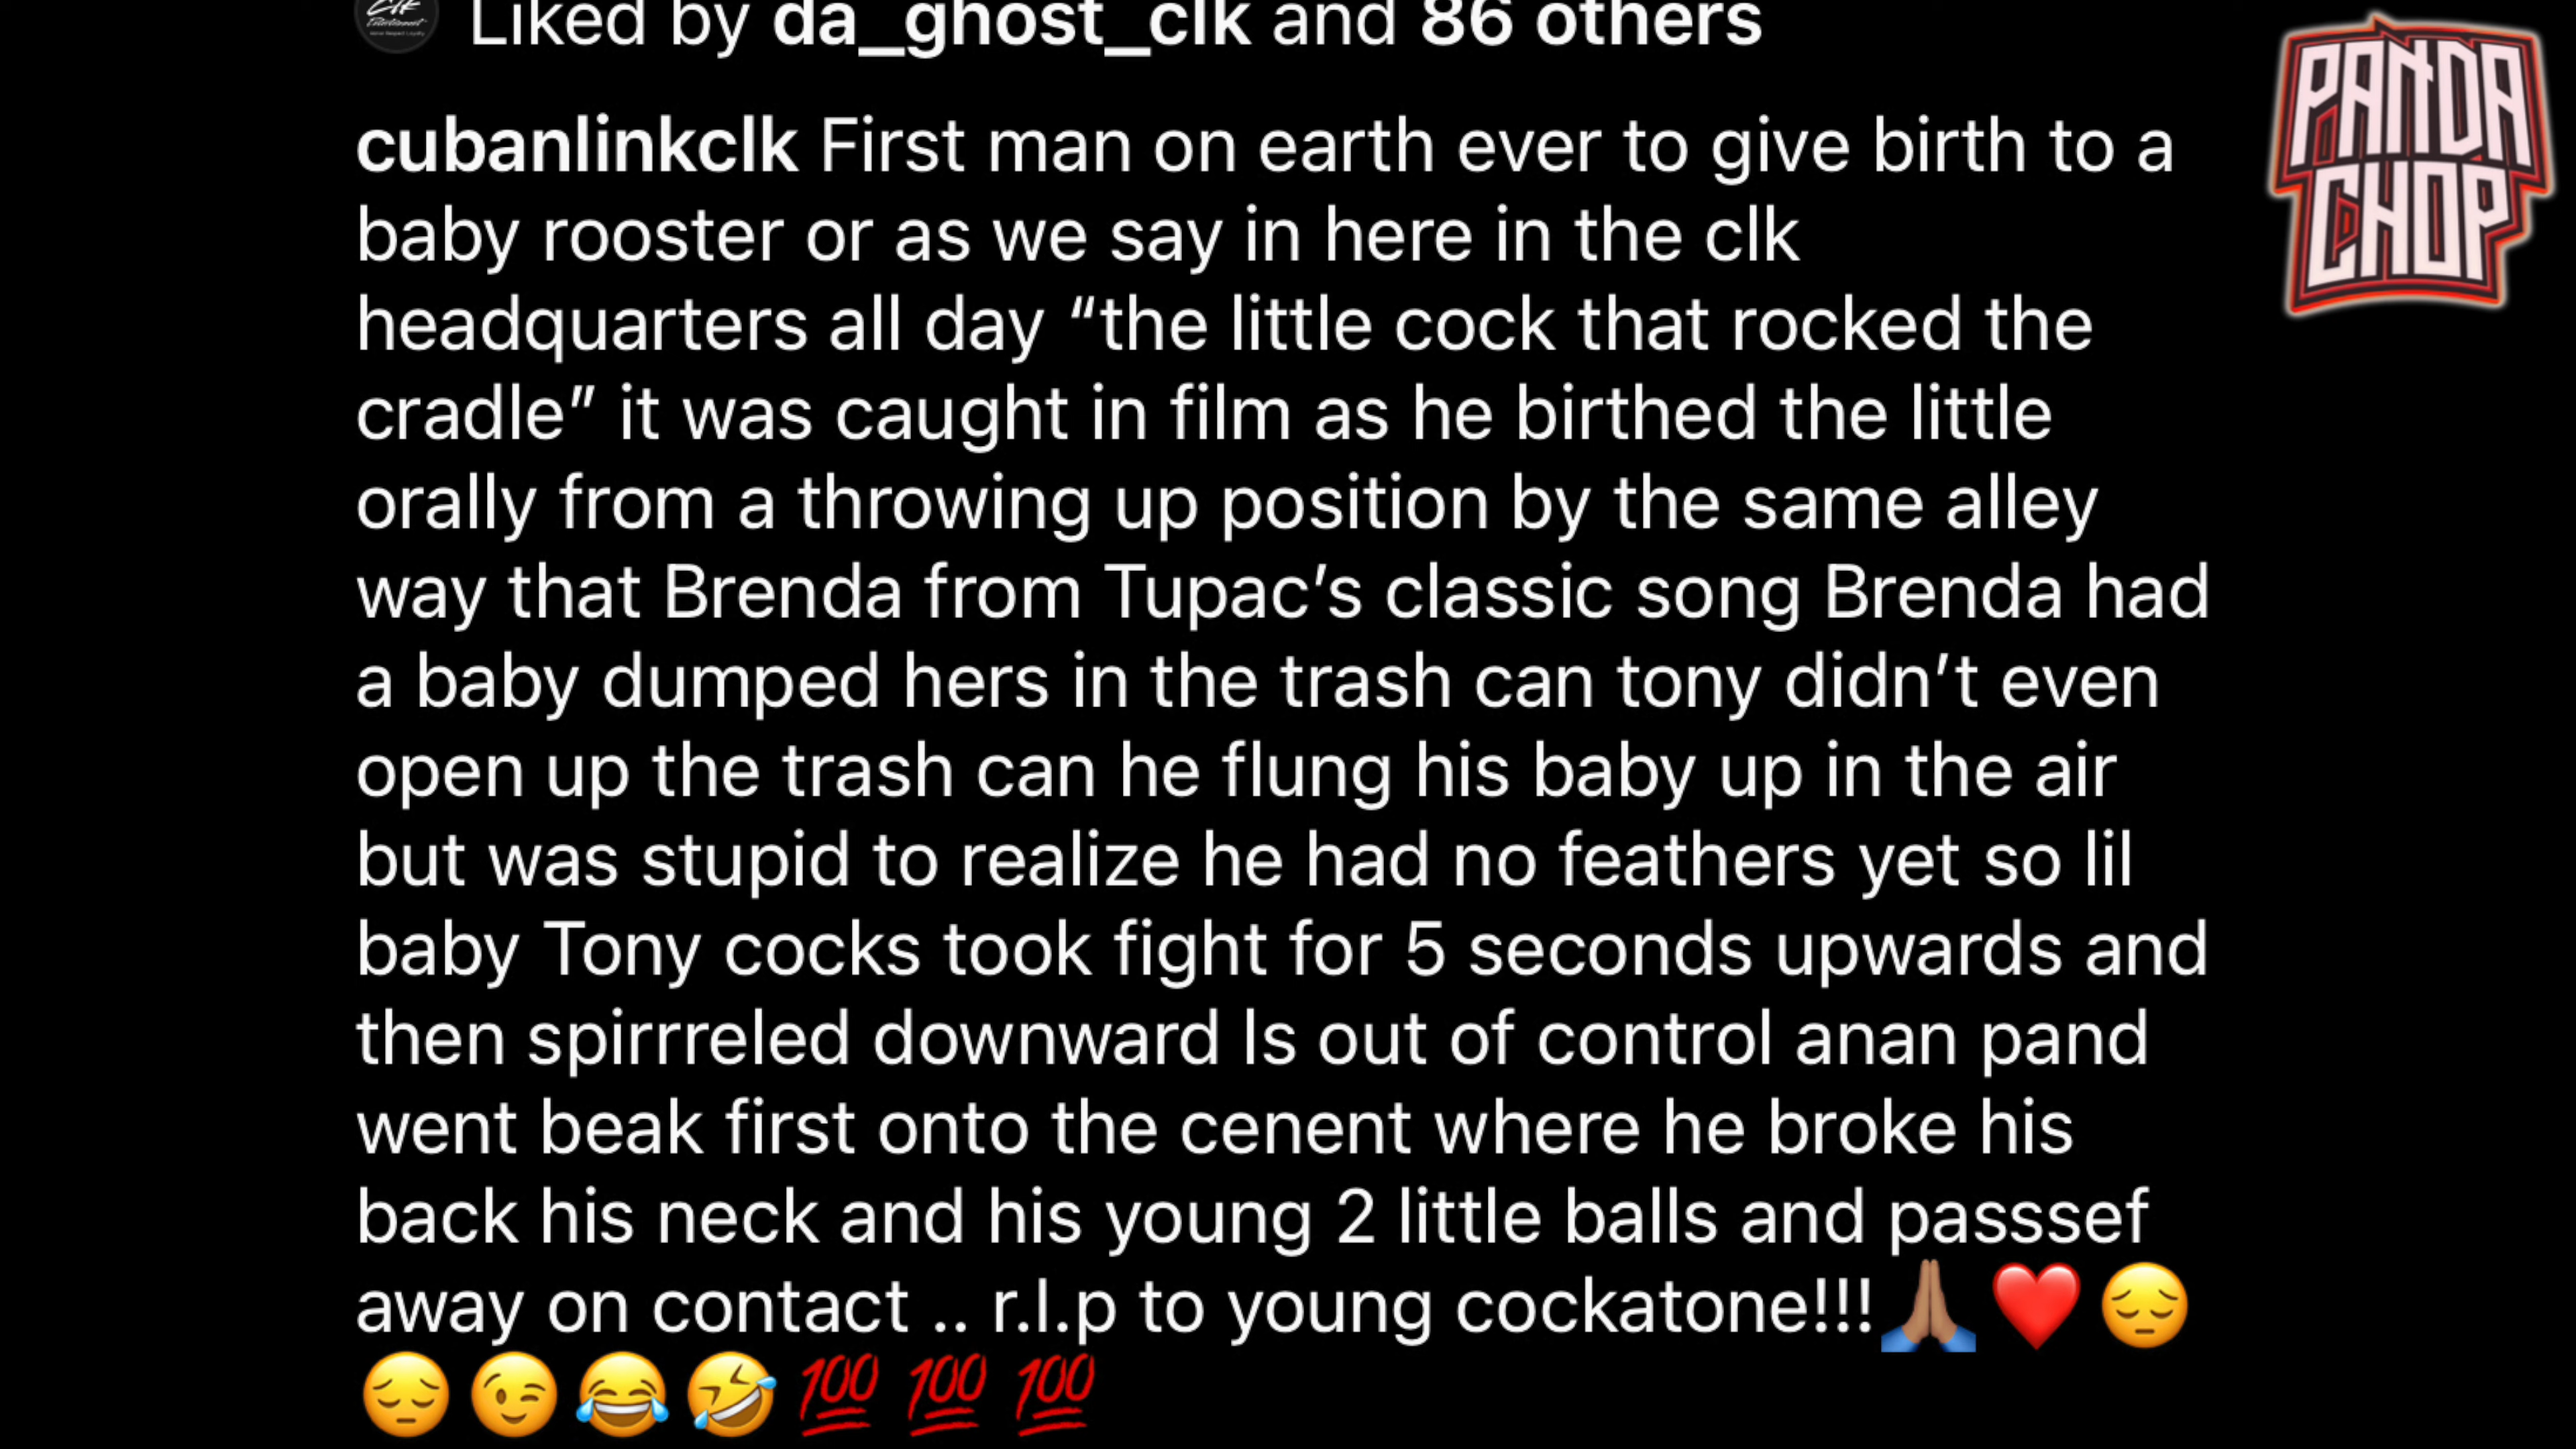 Liked by da_ghost_clk and 86 others
PANDA
CHOP
cubanlinkclk First man on earth ever to give birth to a
baby rooster or as we say in here in the clk
headquarters all day “the little cock that rocked the
cradle” it was caught in film as he birthed the little
orally from a throwing up position by the same alley
way that Brenda from Tupac’s classic song Brenda had
a baby dumped hers in the trash can tony didn’t even
open up the trash can he flung his baby up in the air
but was stupid to realize he had no feathers yet so lil
baby Tony cocks took fight for 5 seconds upwards and
then spirrreled downward Is out of control anan pand
went beak first onto the cenent where he broke his
back his neck and his young 2 little balls and passsef
away on contact .. r.I.p to young cockatone!!!🙏🏽❤️😔
😔😉😂🤣💯💯💯